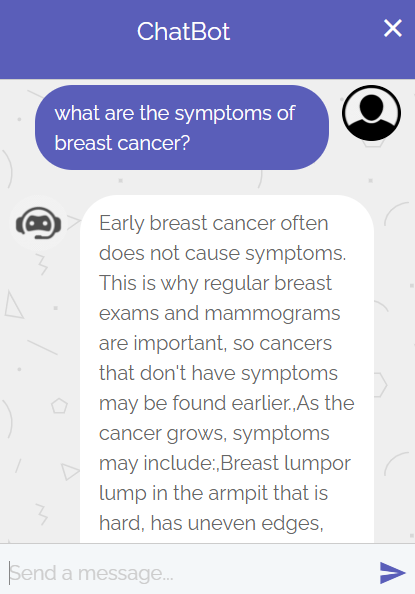 ChatBot
what are the symptoms of
breast cancer?
Early breast cancer often
does not cause symptoms.
This is why regular breast
exams and mammograms
are important, so cancers
that don't have symptoms
may be found earlier.,As the
cancer grows, symptoms
may include:,Breast lumpor
lump in the armpit that is
hard, has uneven edges,
Send a message...